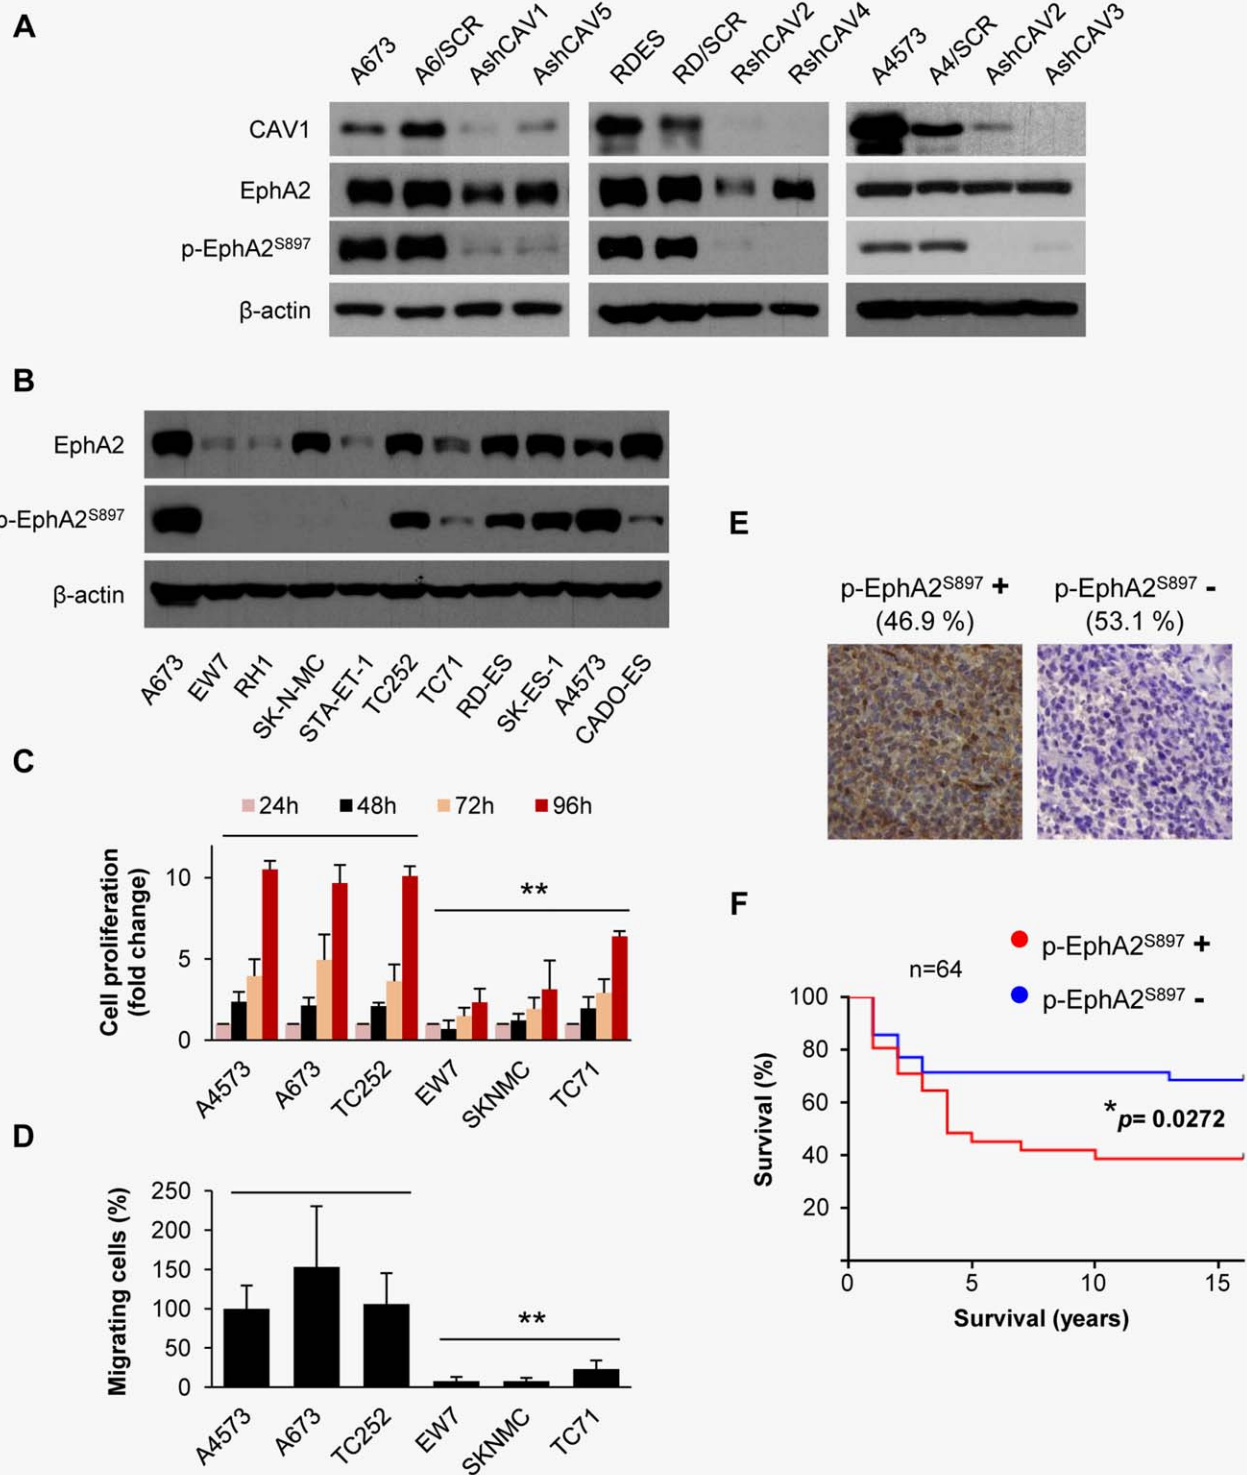 A
A673
A6/SCR
AshCAV1
AshCAV5
RDES
RD/SCR
RshCAV2
RshCAV4
A4573
A4/SCR
AshCAV2
AshCAV3
CAV1
EphA2
p-EphA2S897
β-actin
B
EphA2
p-EphA2S897
β-actin
A673
EW7
RH1
SK-N-MC
STA-ET-1
TC252
TC71
RD-ES
SK-ES-1
A4573
CADO-ES
C
24h
48h
72h
96h
Cell proliferation
(fold change)
10
5
0
**
A4573
A673
TC252
EW7
SKNMC
TC71
D
Migrating cells (%)
250
200
150
100
50
0
**
A4573
A673
TC252
EW7
SKNMC
TC71
E
p-EphA2S897 +
(46.9 %)
p-EphA2S897 -
(53.1 %)
F
n=64
p-EphA2S897 +
p-EphA2S897 -
Survival (%)
100
80
60
40
20
*p= 0.0272
0
5
10
15
Survival (years)